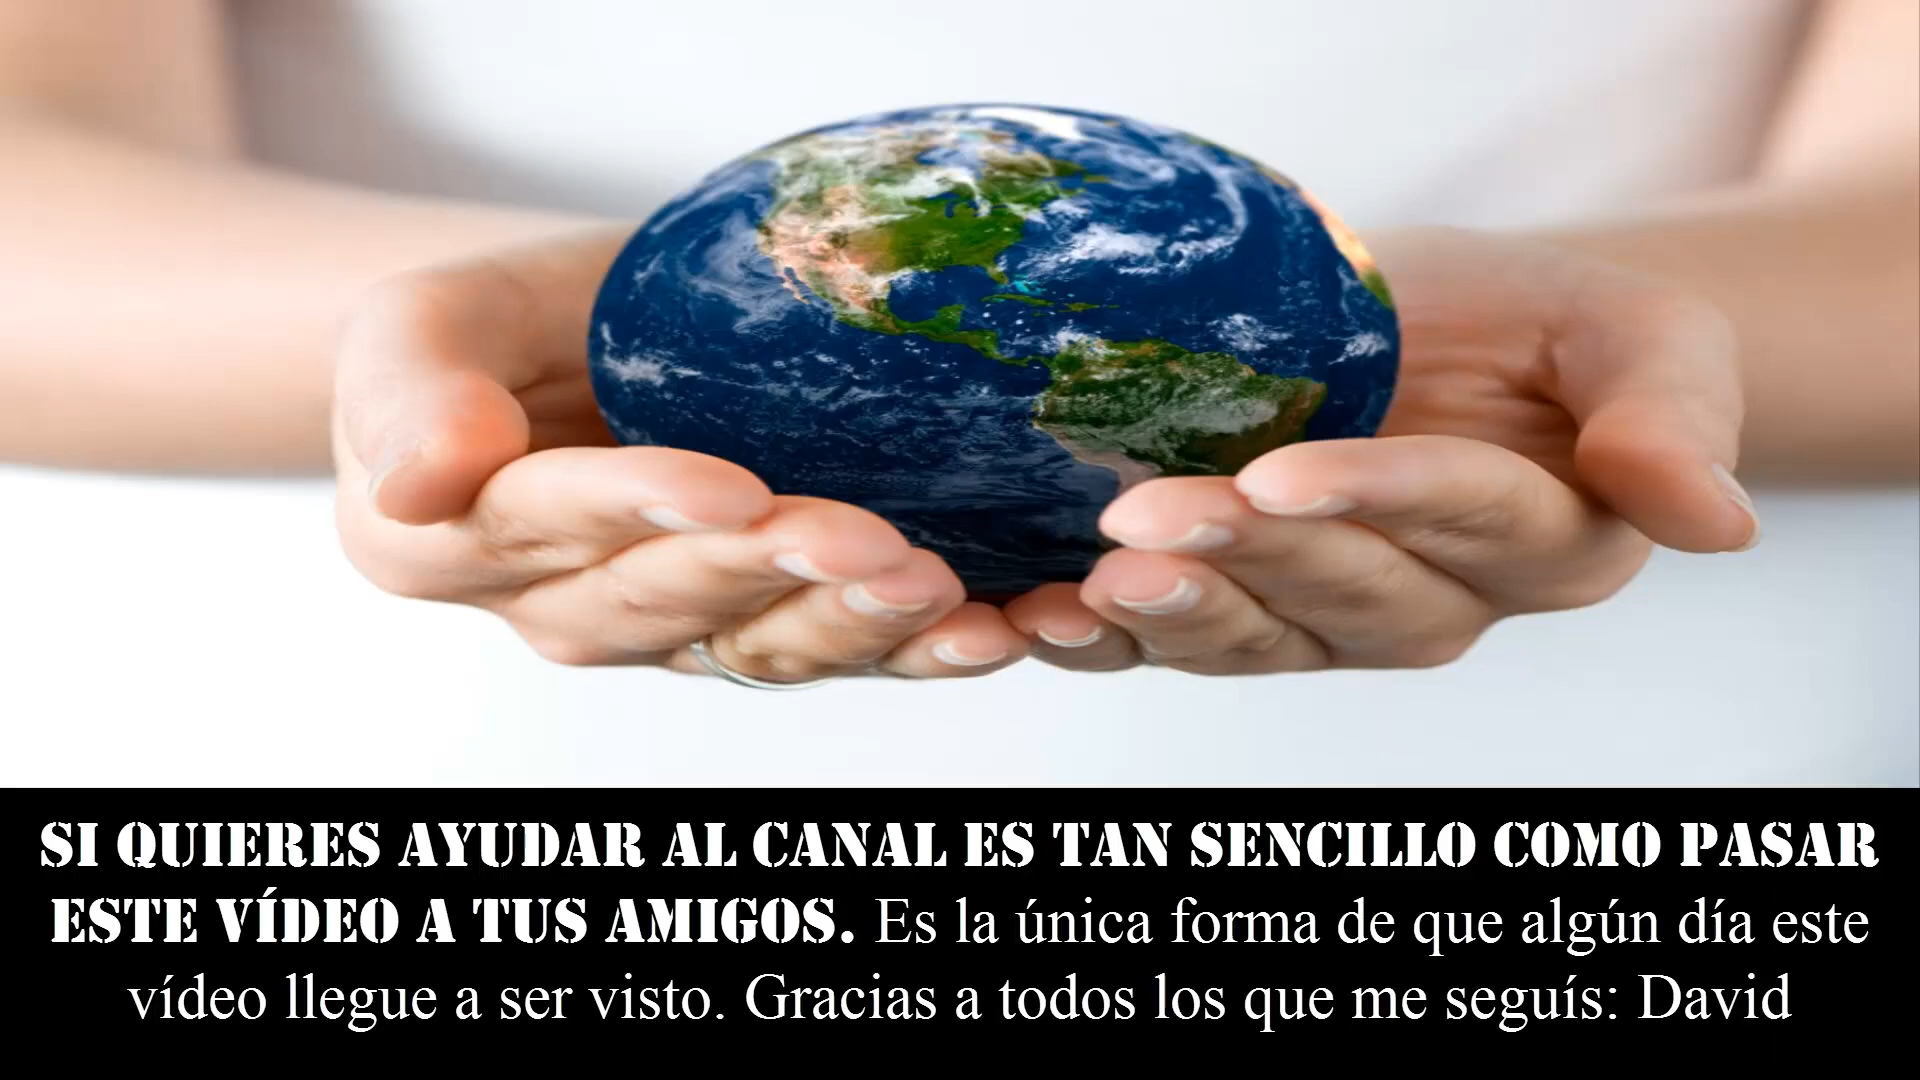 SI QUIERES AYUDAR AL CANAL ES TAN SENCILLO COMO PASAR
ESTE VÍDEO A TUS AMIGOS. Es la única forma de que algún día este
vídeo llegue a ser visto. Gracias a todos los que me seguís: David